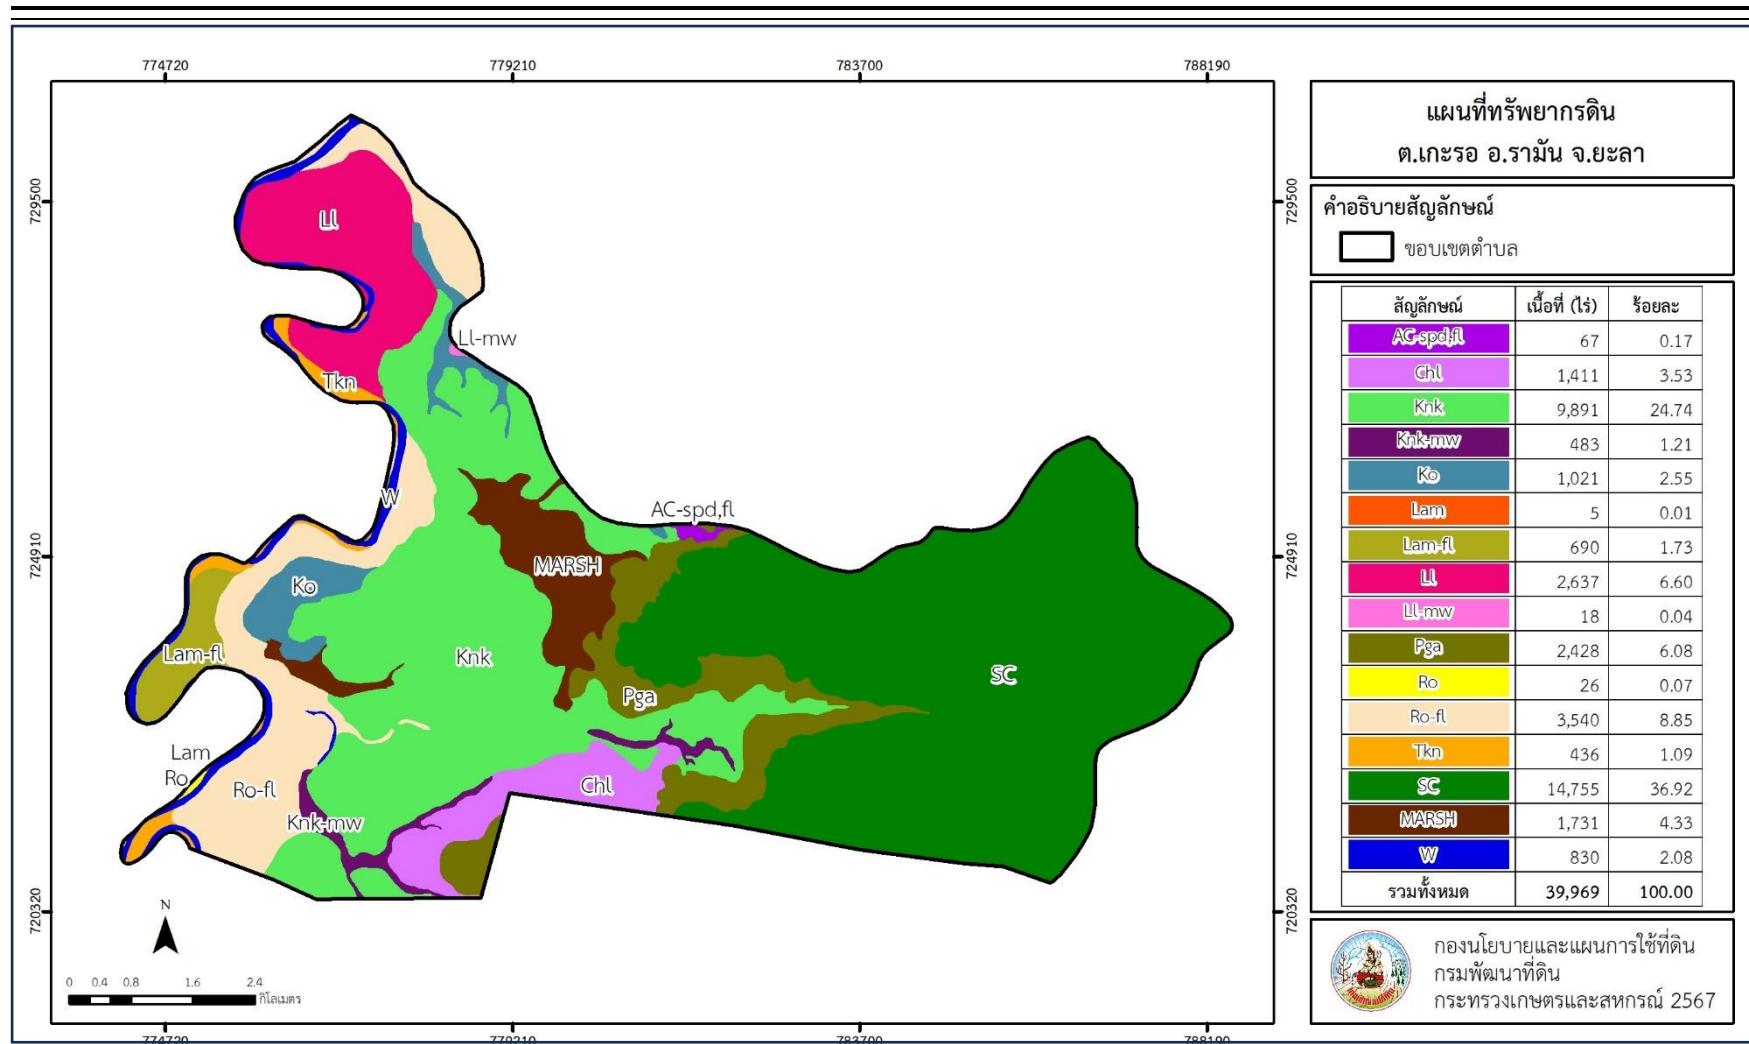 774720 779210 783700 788190
729500
724910
720320
729500
724910
720320
Ll
Ll-mw
Tkn
W
AC-spd,fl
MARSH
Ko
Lam-fl
Knk
SC
Pga
Lam
Ro
Ro-fl
Chl
Knk-mw
N
0 0.4 0.8 1.6 2.4
กิโลเมตร
774720 779210 783700 788190
แผนที่ทรัพยากรดิน
ต.เกะรอ อ.รามัน จ.ยะลา
คำอธิบายสัญลักษณ์
ขอบเขตตำบล
สัญลักษณ์ เนื้อที่ (ไร่) ร้อยละ
AC-spd,fl 67 0.17
Chl 1,411 3.53
Knk 9,891 24.74
Knk-mw 483 1.21
Ko 1,021 2.55
Lam 5 0.01
Lam-fl 690 1.73
Ll 2,637 6.60
Ll-mw 18 0.04
Pga 2,428 6.08
Ro 26 0.07
Ro-fl 3,540 8.85
Tkn 436 1.09
SC 14,755 36.92
MARSH 1,731 4.33
W 830 2.08
รวมทั้งหมด 39,969 100.00
กองนโยบายและแผนการใช้ที่ดิน
กรมพัฒนาที่ดิน
กระทรวงเกษตรและสหกรณ์ 2567